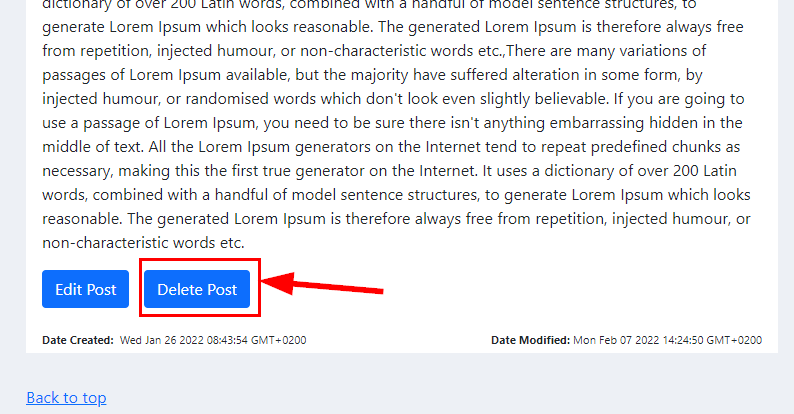 dictionary of over 200 Latin words, combined with a handful of model sentence structures, to
generate Lorem Ipsum which looks reasonable. The generated Lorem Ipsum is therefore always free
from repetition, injected humour, or non-characteristic words etc.,There are many variations of
passages of Lorem Ipsum available, but the majority have suffered alteration in some form, by
injected humour, or randomised words which don't look even slightly believable. If you are going to
use a passage of Lorem Ipsum, you need to be sure there isn't anything embarrassing hidden in the
middle of text. All the Lorem Ipsum generators on the Internet tend to repeat predefined chunks as
necessary, making this the first true generator on the Internet. It uses a dictionary of over 200 Latin
words, combined with a handful of model sentence structures, to generate Lorem Ipsum which looks
reasonable. The generated Lorem Ipsum is therefore always free from repetition, injected humour, or
non-characteristic words etc.
Edit Post Delete Post
Date Created: Wed Jan 26 2022 08:43:54 GMT+0200 Date Modified: Mon Feb 07 2022 14:24:50 GMT+0200
Back to top